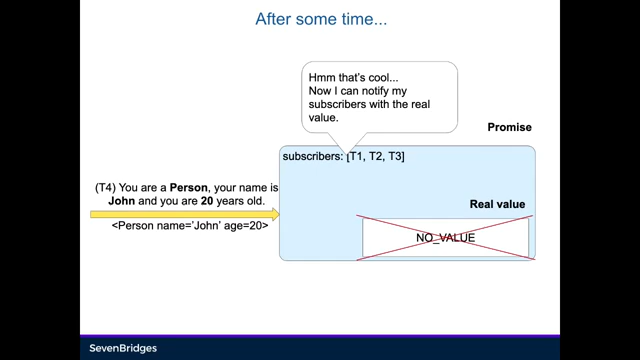 After some time...
Hmm that's cool...
Now I can notify my
subscribers with the real
value.
Promise
subscribers: [T1, T2, T3]
(T4) You are a Person, your name is
John and you are 20 years old.
Real value
<Person name='John' age=20>
NO_VALUE
SevenBridges